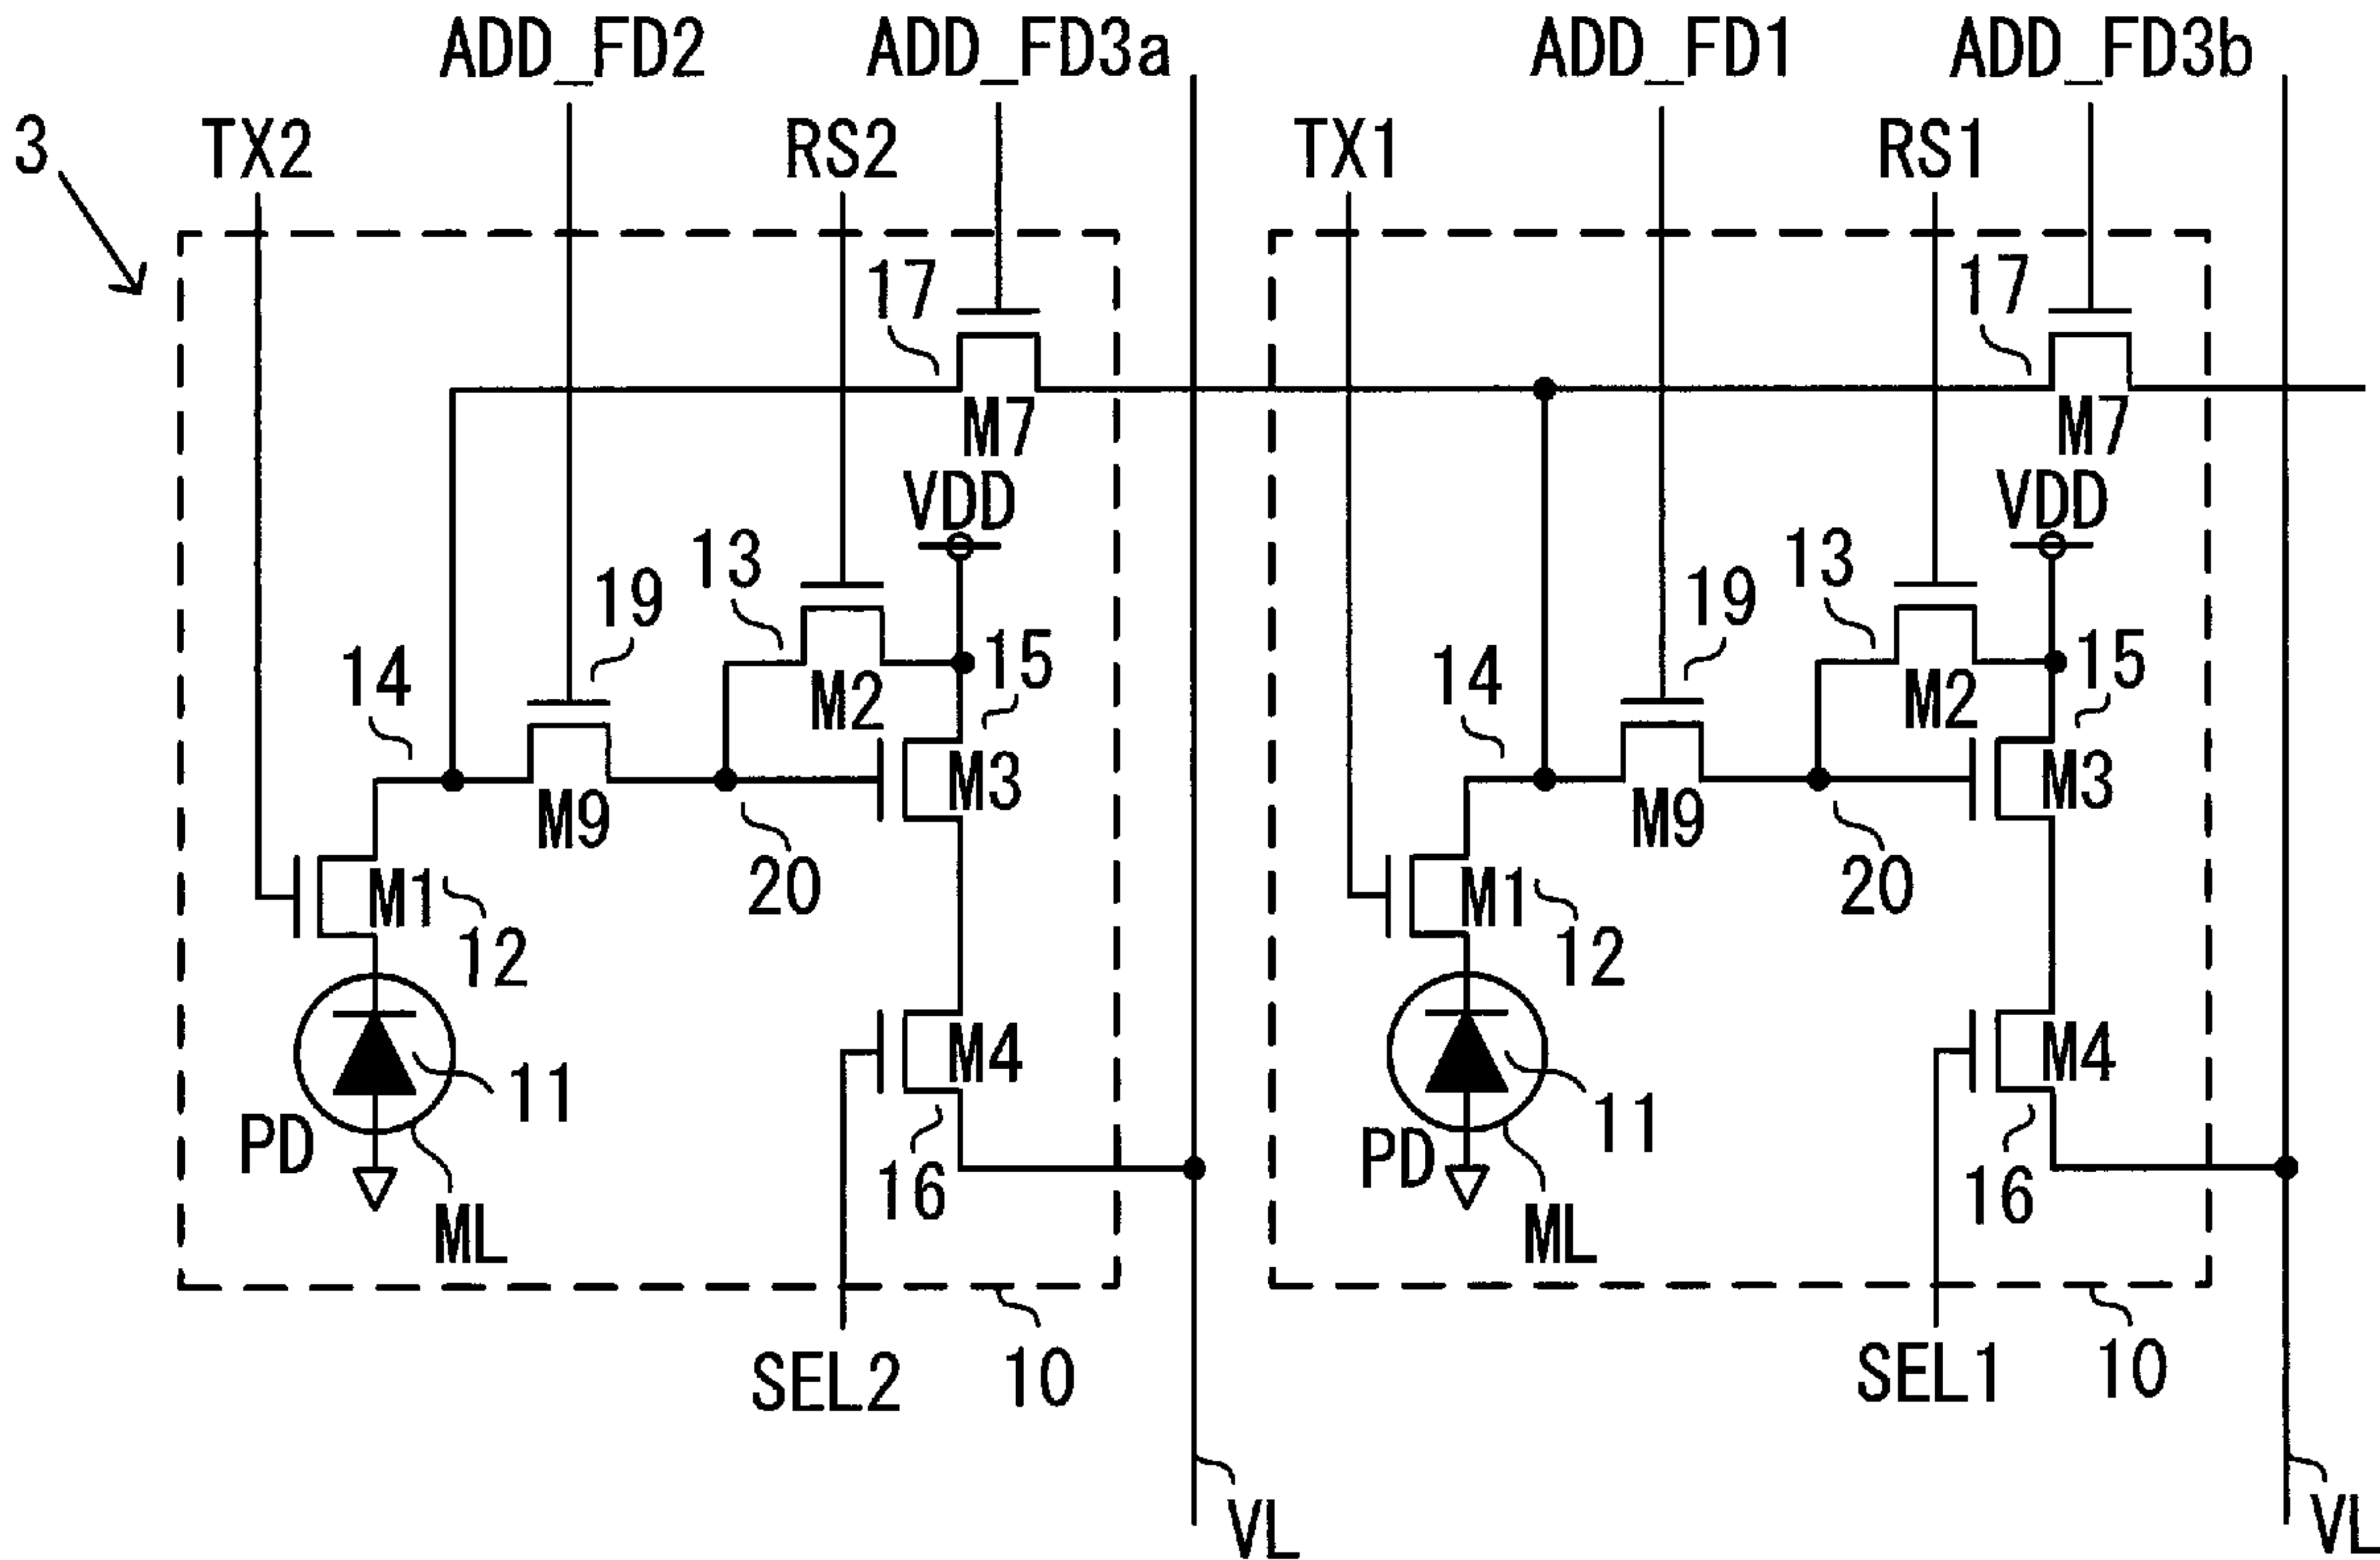 ADD_FD2 ADD_FD3a ADD_FD1 ADD_FD3b
3 TX2 RS2 TX1 RS1
17 17
M7 M7
VDD VDD
19 13 19 13
14 M2 15 14 M2 15
M9 M3 M9 M3
20 20
M1 12 M1 12
11 M4 11 M4
PD 16 PD 16
ML ML
SEL2 10 SEL1 10
VL VL